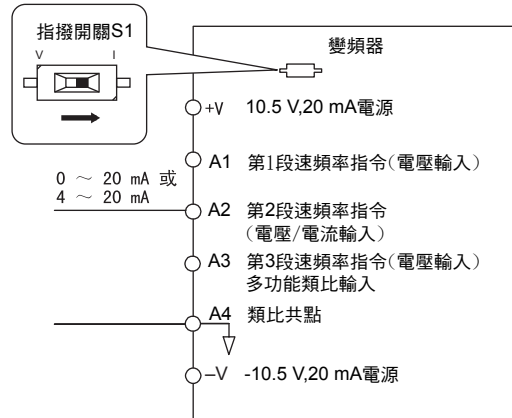 指撥開關S1
V I
變頻器
+V 10.5 V,20 mA電源
A1 第1段速頻率指令(電壓輸入)
0 ～ 20 mA 或
4 ～ 20 mA
A2 第2段速頻率指令
(電壓/電流輸入)
A3 第3段速頻率指令(電壓輸入)
多功能類比輸入
A4 類比共點
–V -10.5 V,20 mA電源